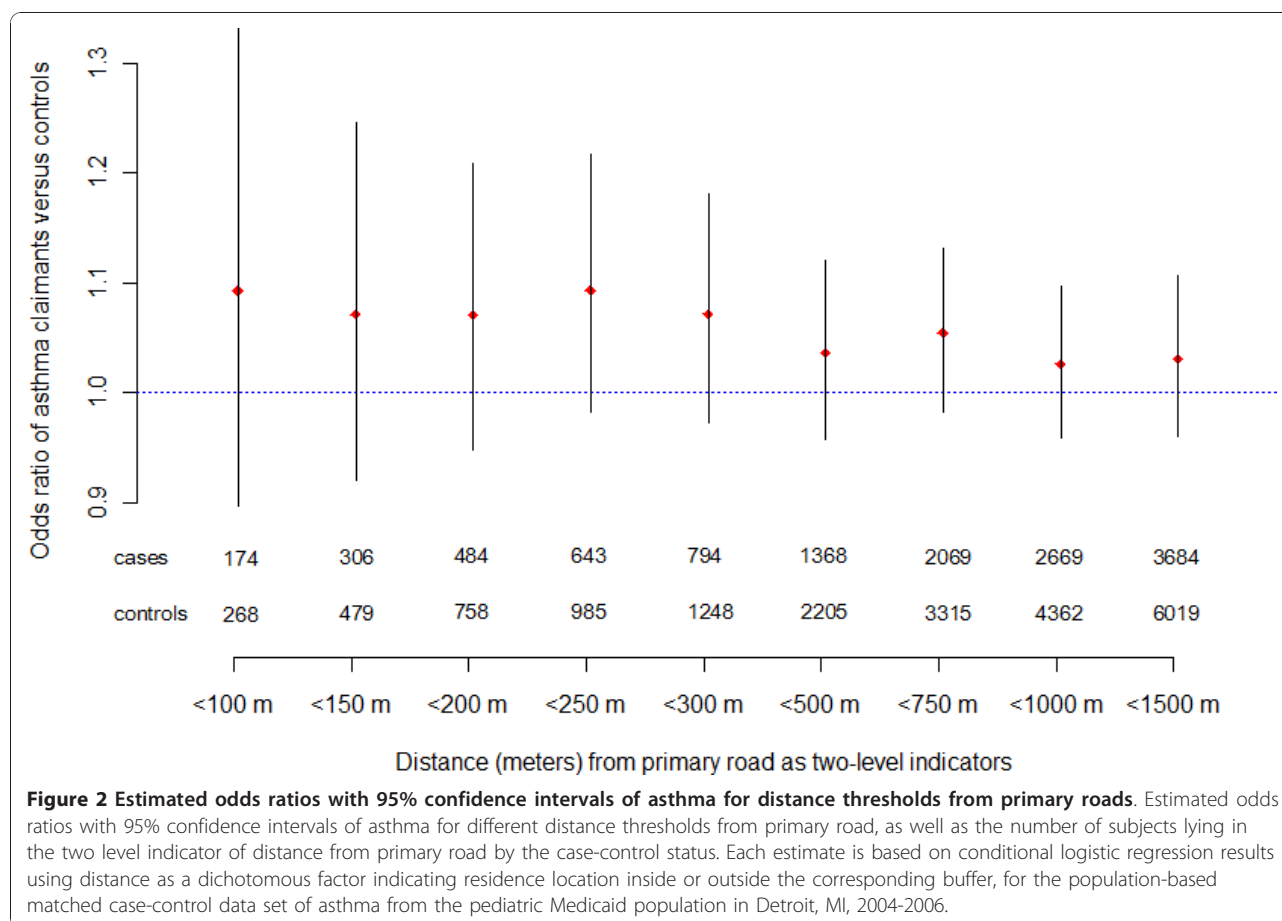 Odds ratio of asthma claimants versus controls
1.3
1.2
1.1
1.0
0.9
cases 174 306 484 643 794 1368 2069 2669 3684
controls 268 479 758 985 1248 2205 3315 4362 6019
<100 m <150 m <200 m <250 m <300 m <500 m <750 m <1000 m <1500 m
Distance (meters) from primary road as two-level indicators
Figure 2 Estimated odds ratios with 95% confidence intervals of asthma for distance thresholds from primary roads. Estimated odds
ratios with 95% confidence intervals of asthma for different distance thresholds from primary road, as well as the number of subjects lying in
the two level indicator of distance from primary road by the case-control status. Each estimate is based on conditional logistic regression results
using distance as a dichotomous factor indicating residence location inside or outside the corresponding buffer, for the population-based
matched case-control data set of asthma from the pediatric Medicaid population in Detroit, MI, 2004-2006.